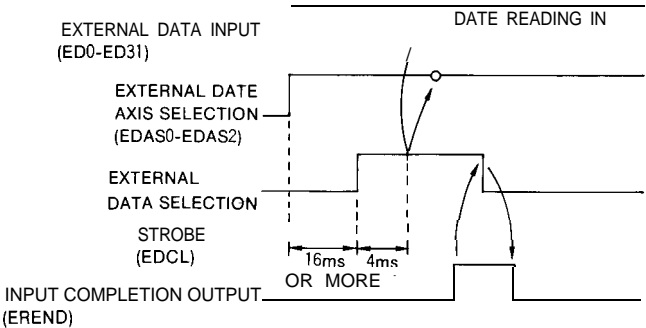 DATE READING IN
EXTERNAL DATA INPUT
(ED0-ED31)
EXTERNAL DATE
AXIS SELECTION
(EDAS0-EDAS2)
EXTERNAL
DATA SELECTION
STROBE
(EDCL)
16ms 4ms
OR MORE
INPUT COMPLETION OUTPUT
(EREND)